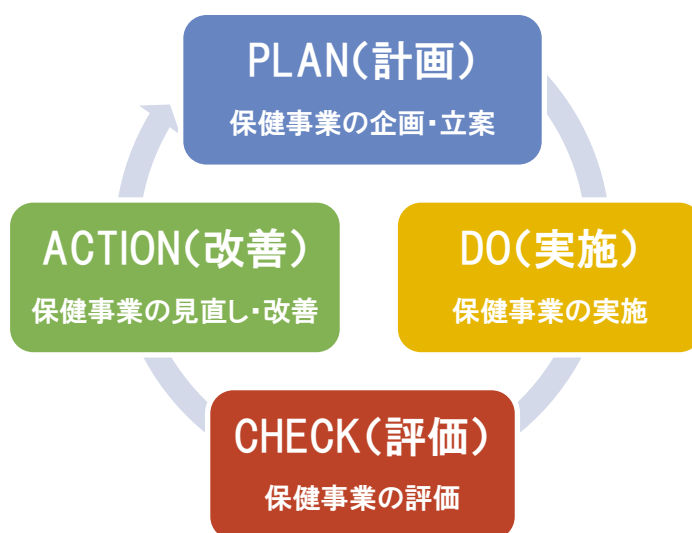 PLAN(計画)
保健事業の企画・立案
ACTION(改善)
保健事業の見直し・改善
DO(実施)
保健事業の実施
CHECK(評価)
保健事業の評価